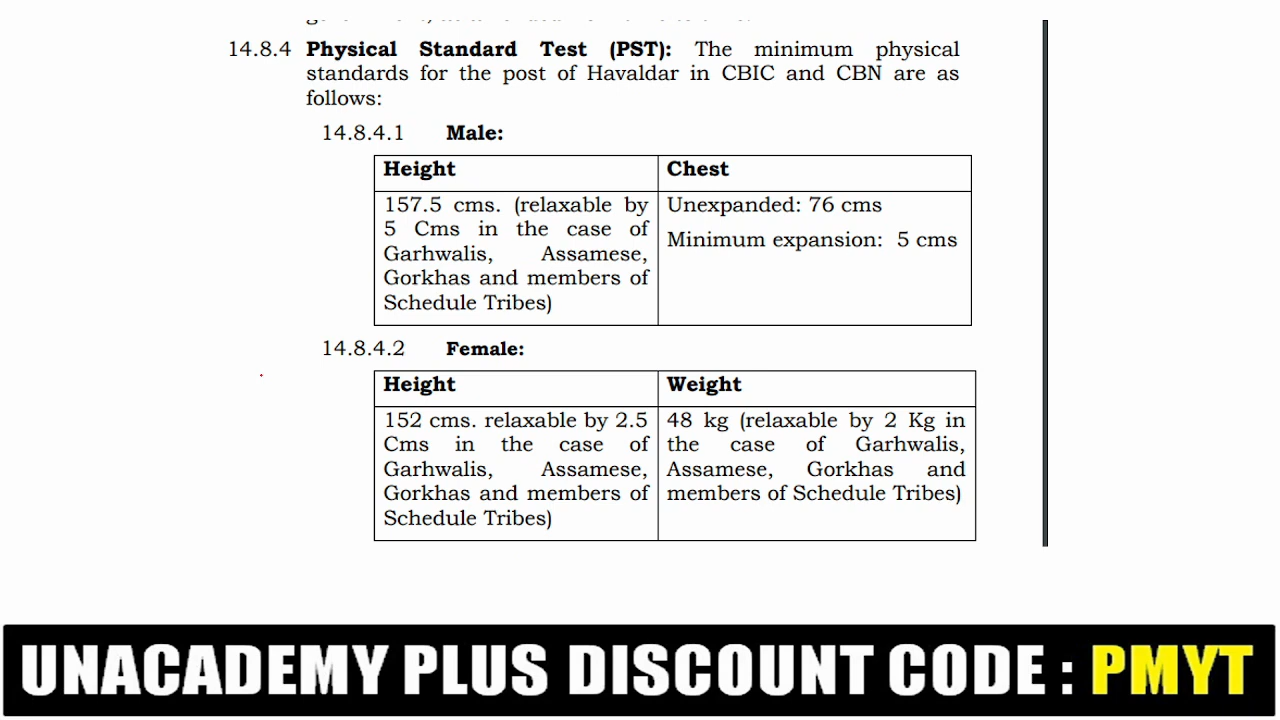 14.8.4 Physical Standard Test (PST): The minimum physical
standards for the post of Havaldar in CBIC and CBN are as
follows:
14.8.4.1 Male:
Height Chest
157.5 cms. (relaxable by
5 Cms in the case of
Garhwalis, Assamese,
Gorkhas and members of
Schedule Tribes)
Unexpanded: 76 cms
Minimum expansion: 5 cms
14.8.4.2 Female:
Height Weight
152 cms. relaxable by 2.5
Cms in the case of
Garhwalis, Assamese,
Gorkhas and members of
Schedule Tribes)
48 kg (relaxable by 2 Kg in
the case of Garhwalis,
Assamese, Gorkhas and
members of Schedule Tribes)
UNACADEMY PLUS DISCOUNT CODE : PMYT